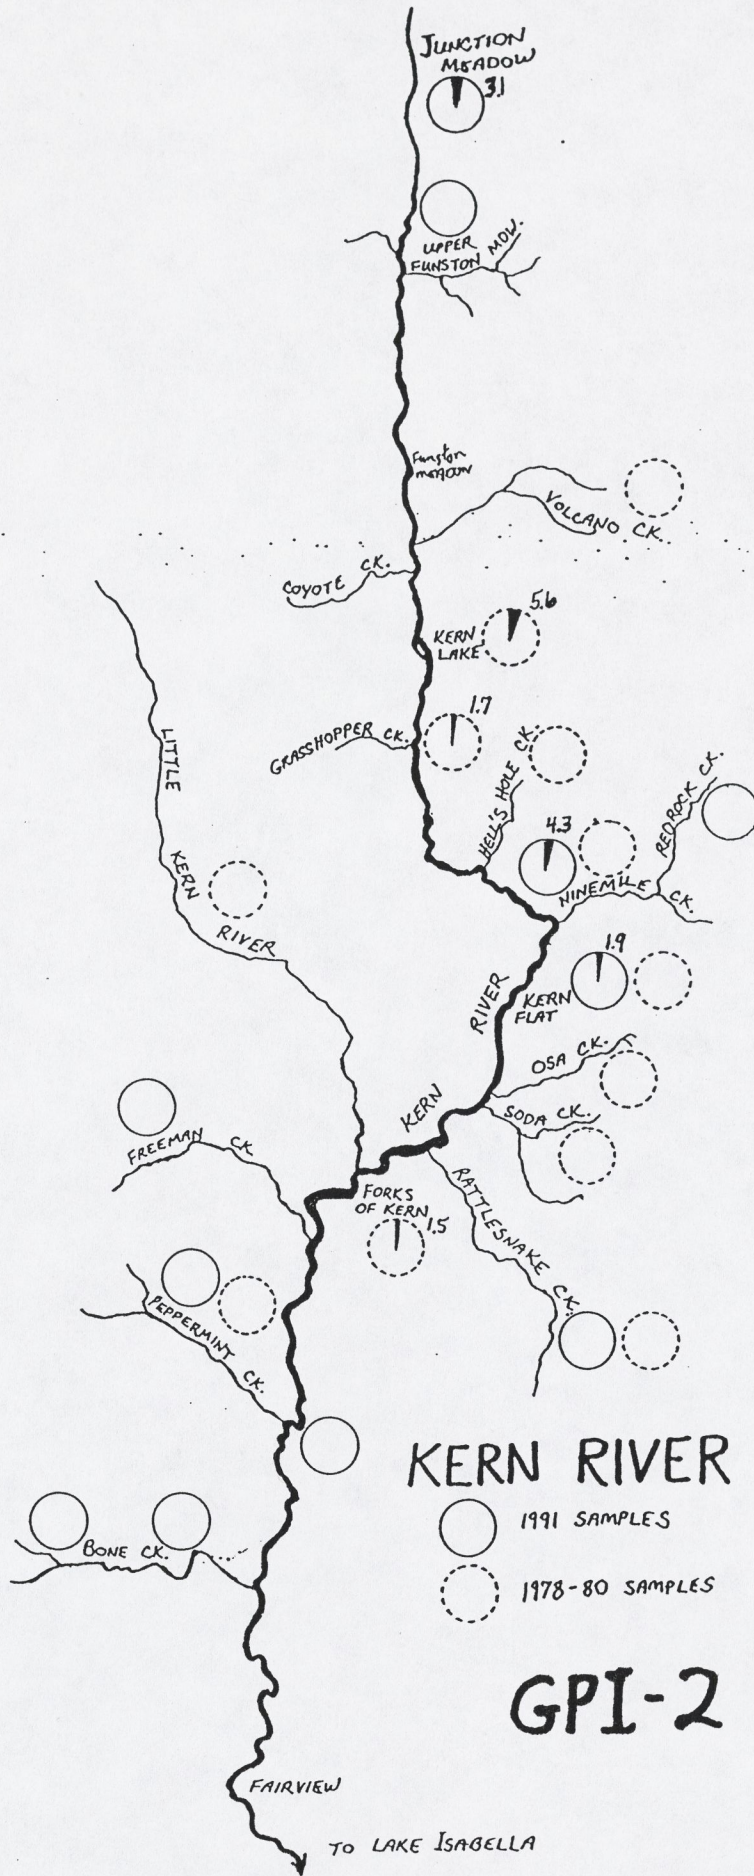 JUNCTION
MEADOW
3.1
UPPER
FUNSTON MDW.
Funston
meadow
VOLCANO CK.
COYOTE CK.
5.6
KERN
LAKE
1.7
GRASSHOPPER CK.
HELL'S HOLE CK.
LITTLE
KERN
RIVER
4.3
REDROCK CK.
NINEMILE CK.
1.9
KERN
FLAT
RIVER
OSA CK.
KERN
SODA CK.
FREEMAN CK
FORKS
OF KERN
1.5
RATTLESNAKE CK.
PEPPERMINT CK.
KERN RIVER
1991 SAMPLES
BONE CK.
1978-80 SAMPLES
GPI-2
FAIRVIEW
TO LAKE ISABELLA